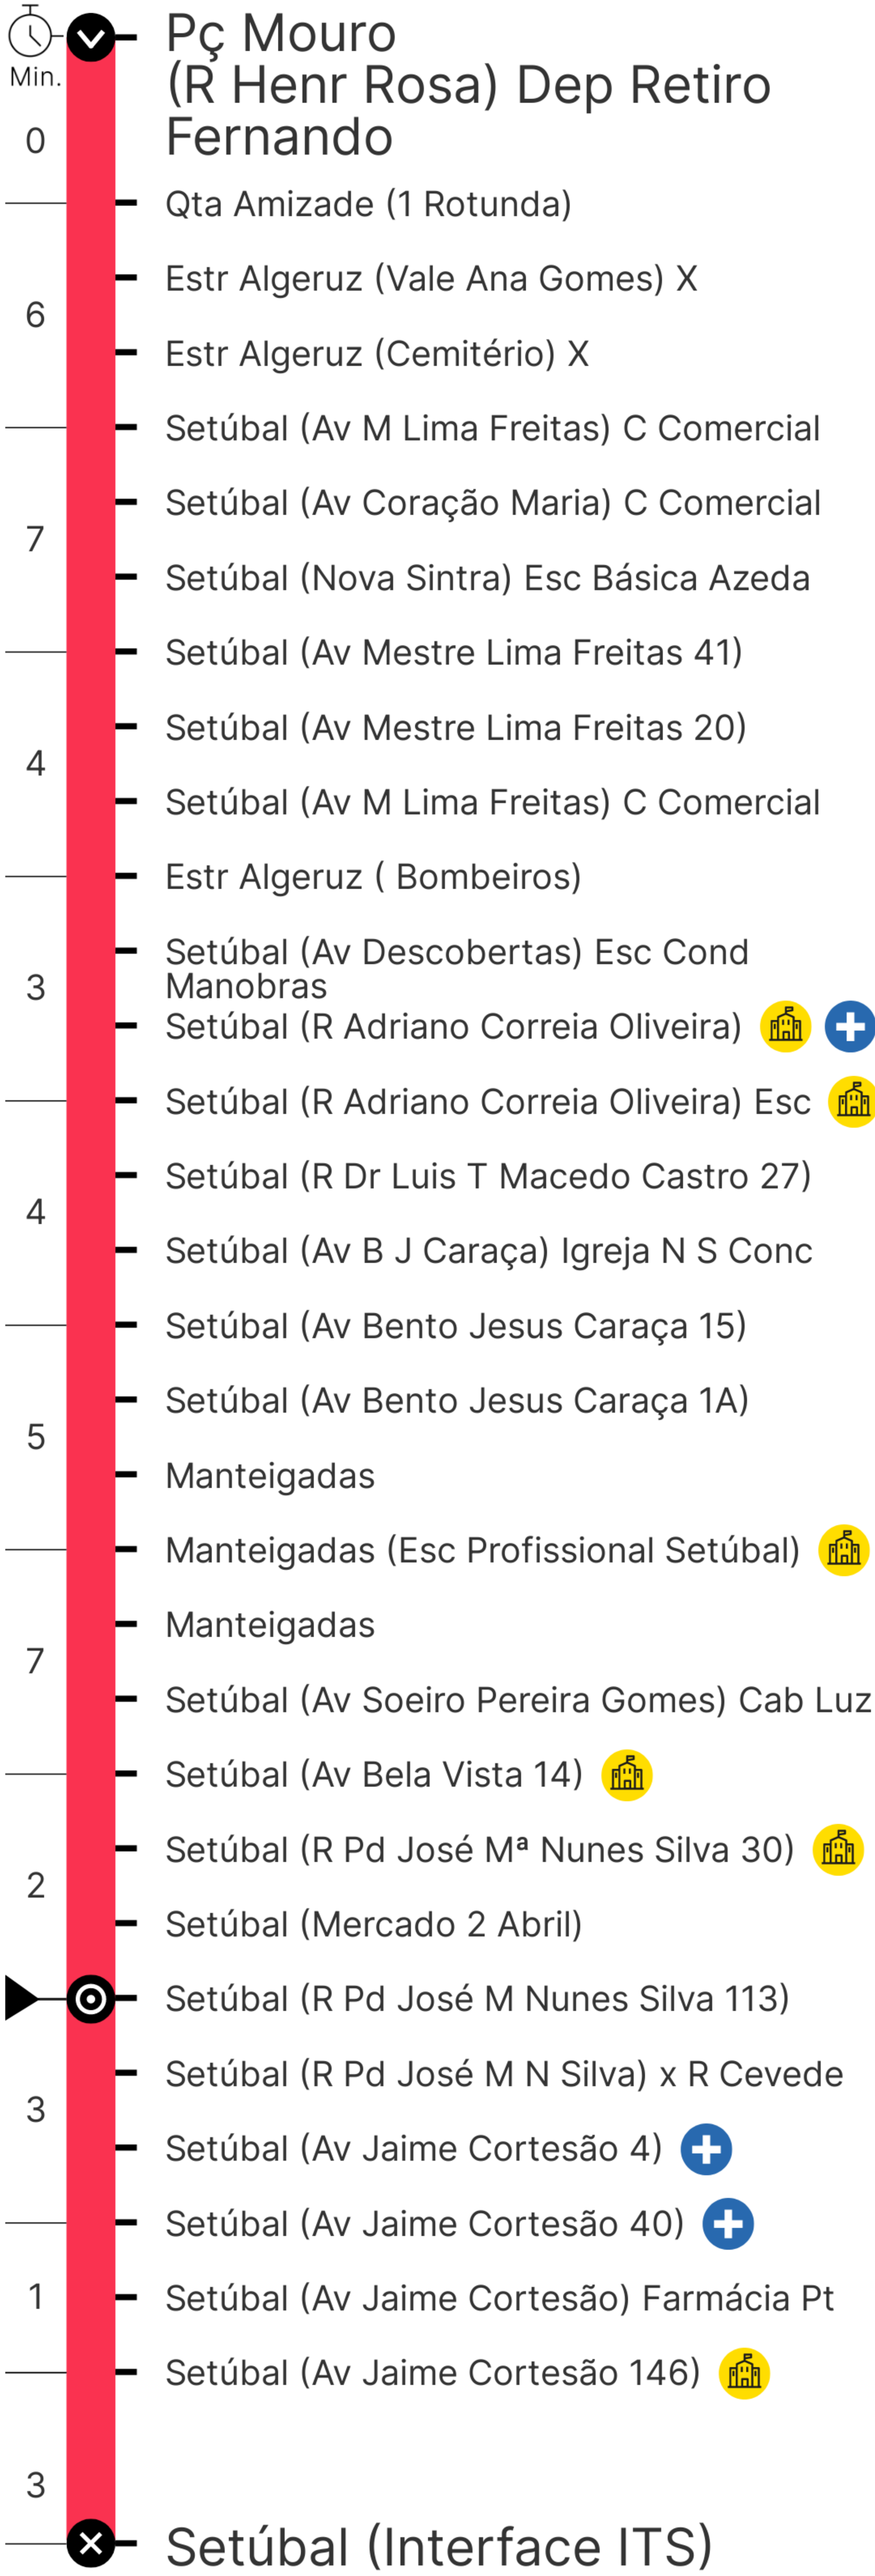 Min.
Pç Mouro
(R Henr Rosa) Dep Retiro
Fernando
0
Qta Amizade (1 Rotunda)
Estr Algeruz (Vale Ana Gomes) X
6
Estr Algeruz (Cemitério) X
Setúbal (Av M Lima Freitas) C Comercial
Setúbal (Av Coração Maria) C Comercial
7
Setúbal (Nova Sintra) Esc Básica Azeda
Setúbal (Av Mestre Lima Freitas 41)
Setúbal (Av Mestre Lima Freitas 20)
4
Setúbal (Av M Lima Freitas) C Comercial
Estr Algeruz ( Bombeiros)
Setúbal (Av Descobertas) Esc Cond
Manobras
3
Setúbal (R Adriano Correia Oliveira)
Setúbal (R Adriano Correia Oliveira) Esc
Setúbal (R Dr Luis T Macedo Castro 27)
4
Setúbal (Av B J Caraça) Igreja N S Conc
Setúbal (Av Bento Jesus Caraça 15)
Setúbal (Av Bento Jesus Caraça 1A)
5
Manteigadas
Manteigadas (Esc Profissional Setúbal)
Manteigadas
7
Setúbal (Av Soeiro Pereira Gomes) Cab Luz
Setúbal (Av Bela Vista 14)
Setúbal (R Pd José Mª Nunes Silva 30)
2
Setúbal (Mercado 2 Abril)
Setúbal (R Pd José M Nunes Silva 113)
Setúbal (R Pd José M N Silva) x R Cevede
3
Setúbal (Av Jaime Cortesão 4)
Setúbal (Av Jaime Cortesão 40)
1
Setúbal (Av Jaime Cortesão) Farmácia Pt
Setúbal (Av Jaime Cortesão 146)
3
Setúbal (Interface ITS)